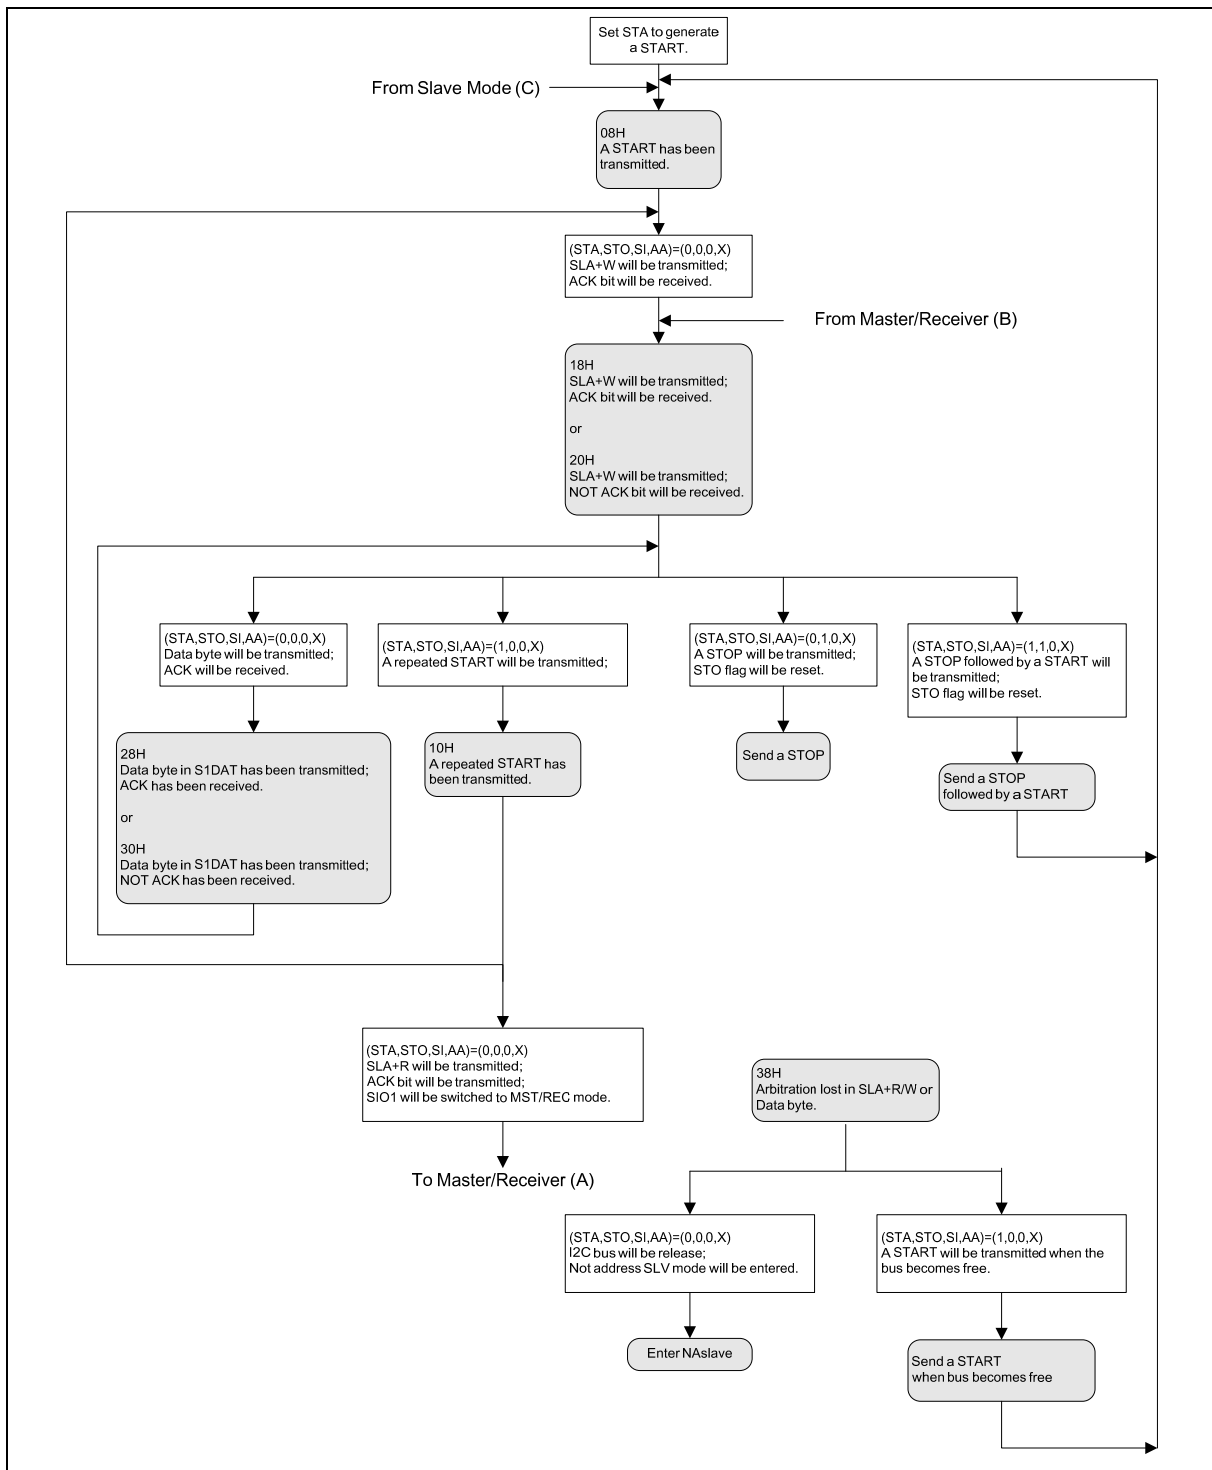 Set STA to generate
a START.
From Slave Mode (C)
08H
A START has been
transmitted.
(STA,STO,SI,AA)=(0,0,0,X)
SLA+W will be transmitted;
ACK bit will be received.
From Master/Receiver (B)
18H
SLA+W will be transmitted;
ACK bit will be received.
or
20H
SLA+W will be transmitted;
NOT ACK bit will be received.
(STA,STO,SI,AA)=(0,0,0,X)
Data byte will be transmitted;
ACK will be received.
(STA,STO,SI,AA)=(1,0,0,X)
A repeated START will be transmitted;
(STA,STO,SI,AA)=(0,1,0,X)
A STOP will be transmitted;
STO flag will be reset.
(STA,STO,SI,AA)=(1,1,0,X)
A STOP followed by a START will
be transmitted;
STO flag will be reset.
28H
Data byte in S1DAT has been transmitted;
ACK has been received.
or
30H
Data byte in S1DAT has been transmitted;
NOT ACK has been received.
10H
A repeated START has
been transmitted.
Send a STOP
Send a STOP
followed by a START
(STA,STO,SI,AA)=(0,0,0,X)
SLA+R will be transmitted;
ACK bit will be transmitted;
SIO1 will be switched to MST/REC mode.
To Master/Receiver (A)
38H
Arbitration lost in SLA+R/W or
Data byte.
(STA,STO,SI,AA)=(0,0,0,X)
I2C bus will be release;
Not address SLV mode will be entered.
(STA,STO,SI,AA)=(1,0,0,X)
A START will be transmitted when the
bus becomes free.
Enter NAslave
Send a START
when bus becomes free